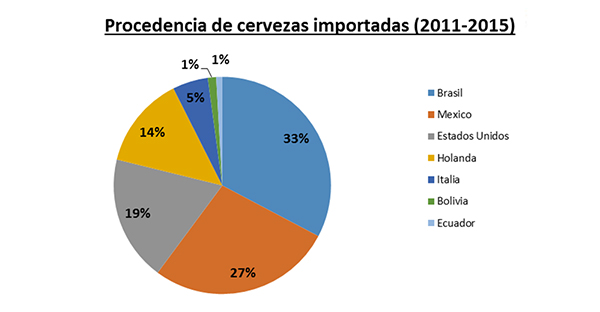 Procedencia de cervezas importadas (2011-2015)
1%
1%
5%
33%
14%
19%
27%
Brasil
Mexico
Estados Unidos
Holanda
Italia
Bolivia
Ecuador